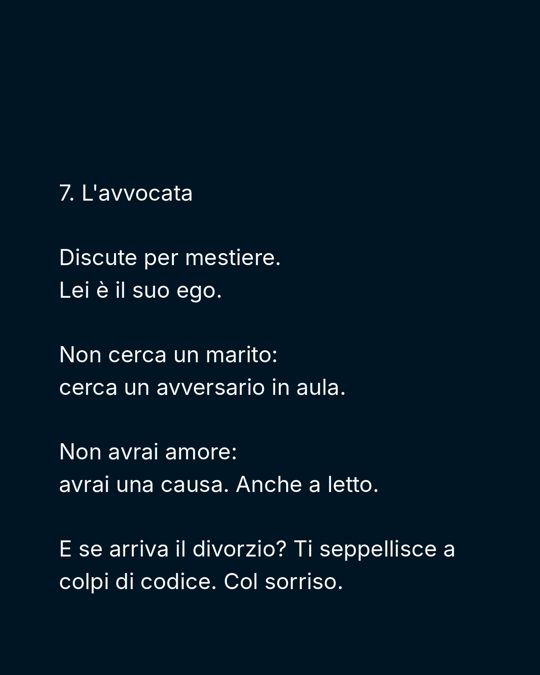 7. L'avvocata
Discute per mestiere.
Lei è il suo ego.
Non cerca un marito:
cerca un avversario in aula.
Non avrai amore:
avrai una causa. Anche a letto.
E se arriva il divorzio? Ti seppellisce a
colpi di codice. Col sorriso.